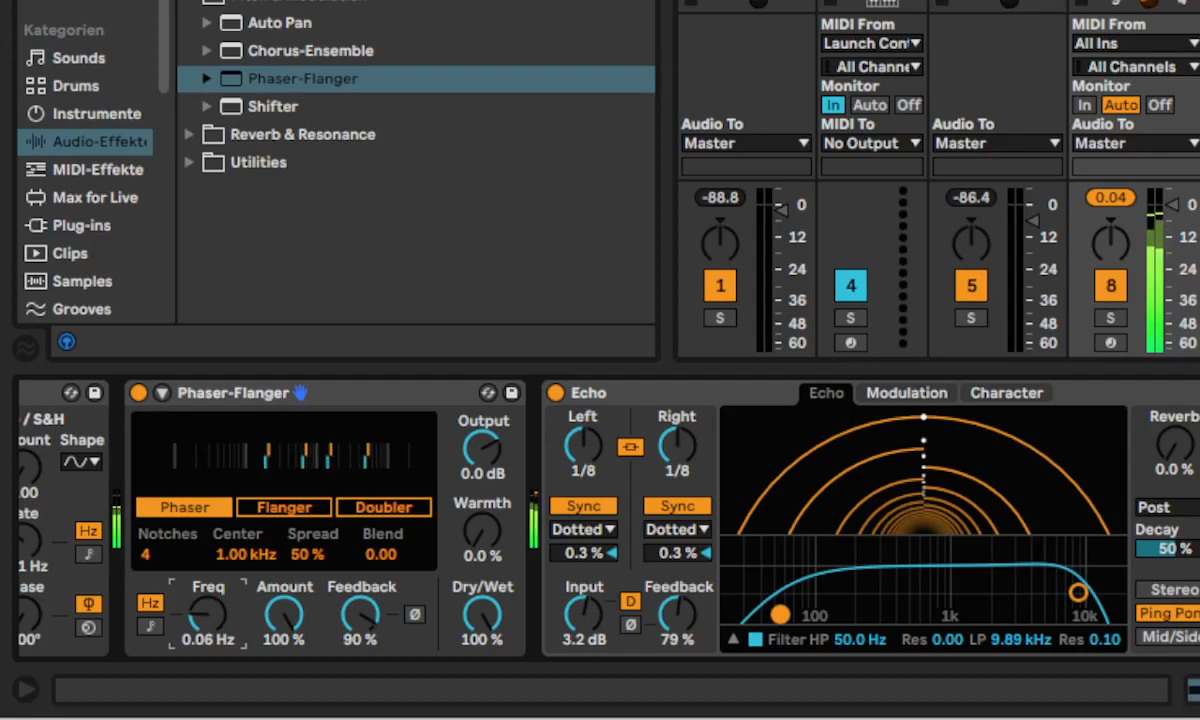 Kategorien
Sounds
Drums
Instrumente
Audio-Effekte
MIDI-Effekte
Max for Live
Plug-ins
Clips
Samples
Grooves
Auto Pan
Chorus-Ensemble
Phaser-Flanger
Shifter
Reverb & Resonance
Utilities
Audio To
Master
-88.8
0
12
24
36
48
60
1
S
MIDI From
All Channe
Monitor
In Auto Off
MIDI To
No Output
4
S
Audio To
Master
-86.4
0
12
24
36
48
60
5
S
MIDI From
All Ins
All Channels
Monitor
In Auto Off
Audio To
Master
0.04
0
12
24
36
48
60
8
S
/ S&H
ount Shape
.00
ate
Hz
1 Hz
ase
Φ
00°
Phaser-Flanger
Output
0.0 dB
Phaser Flanger Doubler
Warmth
0.0 %
Notches Center Spread Blend
4 1.00 kHz 50 % 0.00
Freq Amount Feedback Dry/Wet
Hz
Ø
0.06 Hz 100 % 90 % 100 %
Echo
Left Right
1/8 1/8
Sync Sync
Dotted Dotted
0.3 % 0.3 %
Input Feedback
D
Ø
3.2 dB 79 %
Echo Modulation Character
100 1k 10k
Filter HP 50.0 Hz Res 0.00 LP 9.89 kHz Res 0.10
Reverb
0.0 %
Post
Decay
50 %
Stereo
Ping Pon
Mid/Side